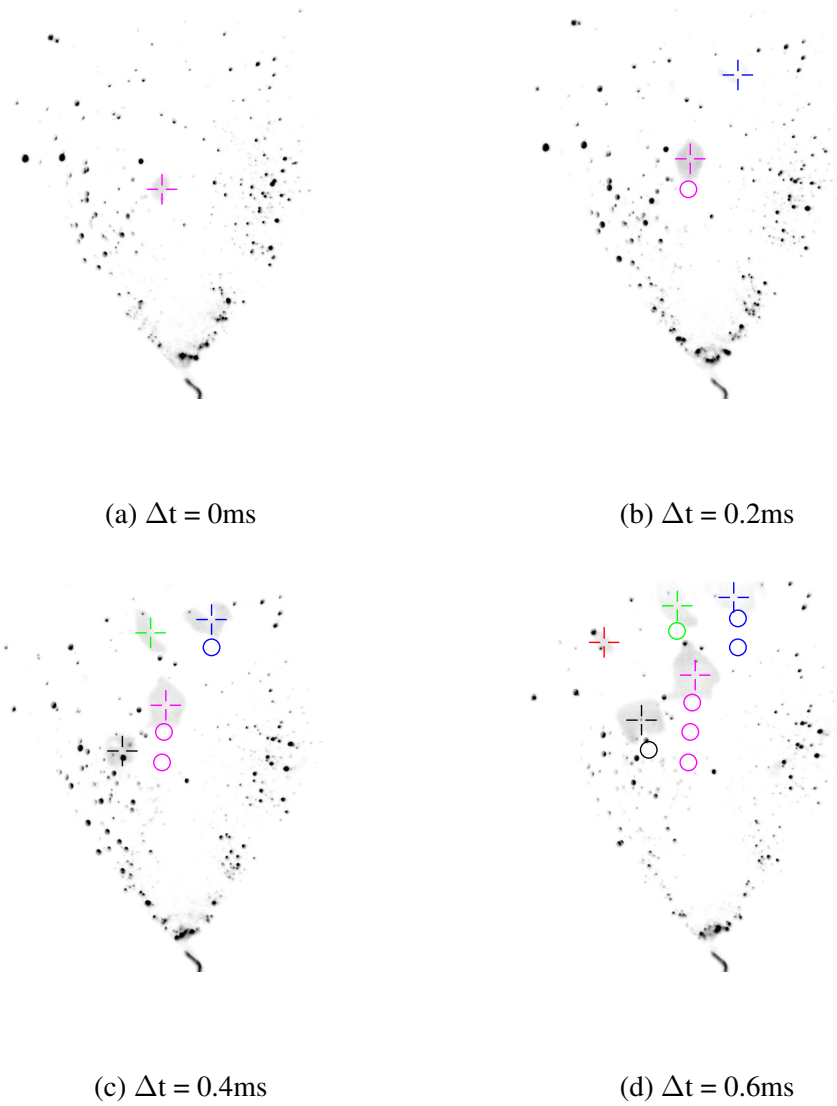 (a) Δt = 0ms
(b) Δt = 0.2ms
(c) Δt = 0.4ms
(d) Δt = 0.6ms